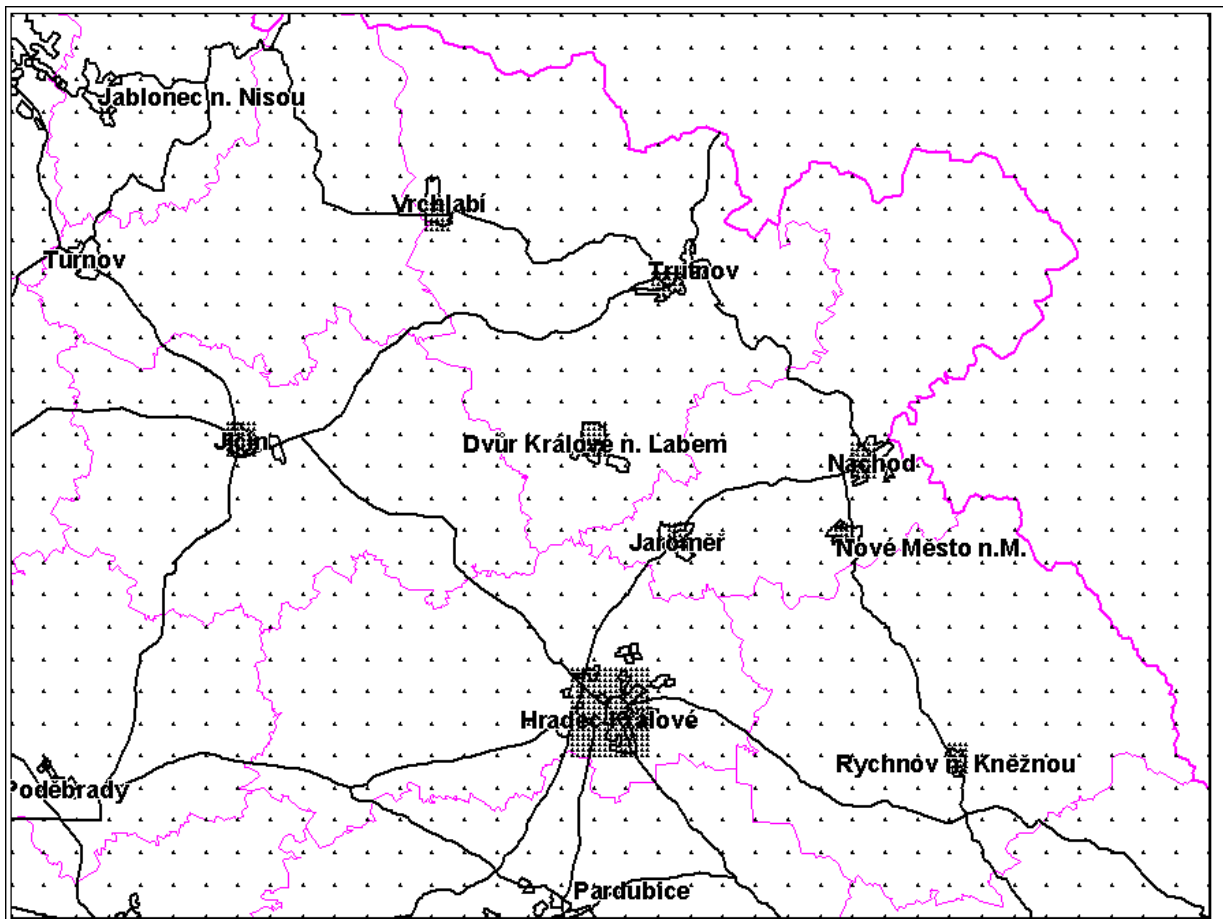 Jablonec n. Nisou
Vrchlabí
Turnov
Trutnov
Jičín
Dvůr Králové n. Labem
Náchod
Jaroměř
Nové Město n.M.
Hradec Králové
Rychnov n. Kněžnou
Poděbrady
Pardubice